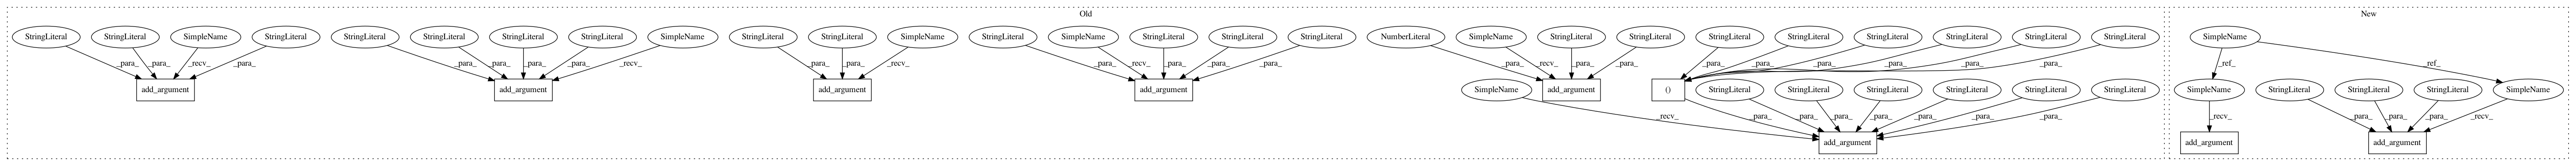 Old New
StringLiteral StringLiteral SimpleName StringLiteral StringLiteral StringLiteral StringLiteral StringLiteral SimpleName StringLiteral StringLiteral SimpleName StringLiteral SimpleName StringLiteral StringLiteral StringLiteral NumberLiteral SimpleName StringLiteral StringLiteral StringLiteral StringLiteral StringLiteral StringLiteral StringLiteral StringLiteral SimpleName
_para_ _para_ _recv_ _para_ _para_ _para_ _para_ _para_ _recv_ _para_ _para_ _recv_ _para_ _recv_ _para_ _para_ _para_ _para_ _recv_ _para_ _para_ _para_ _para_ _para_ _para_ _para_ _para_ _ref_ _ref_
add_argument add_argument add_argument add_argument SimpleName add_argument () StringLiteral StringLiteral StringLiteral StringLiteral StringLiteral StringLiteral SimpleName StringLiteral StringLiteral StringLiteral SimpleName
_recv_ _para_ _para_ _para_ _para_ _para_ _para_ _para_ _recv_ _para_ _para_ _para_ _recv_
add_argument add_argument add_argument